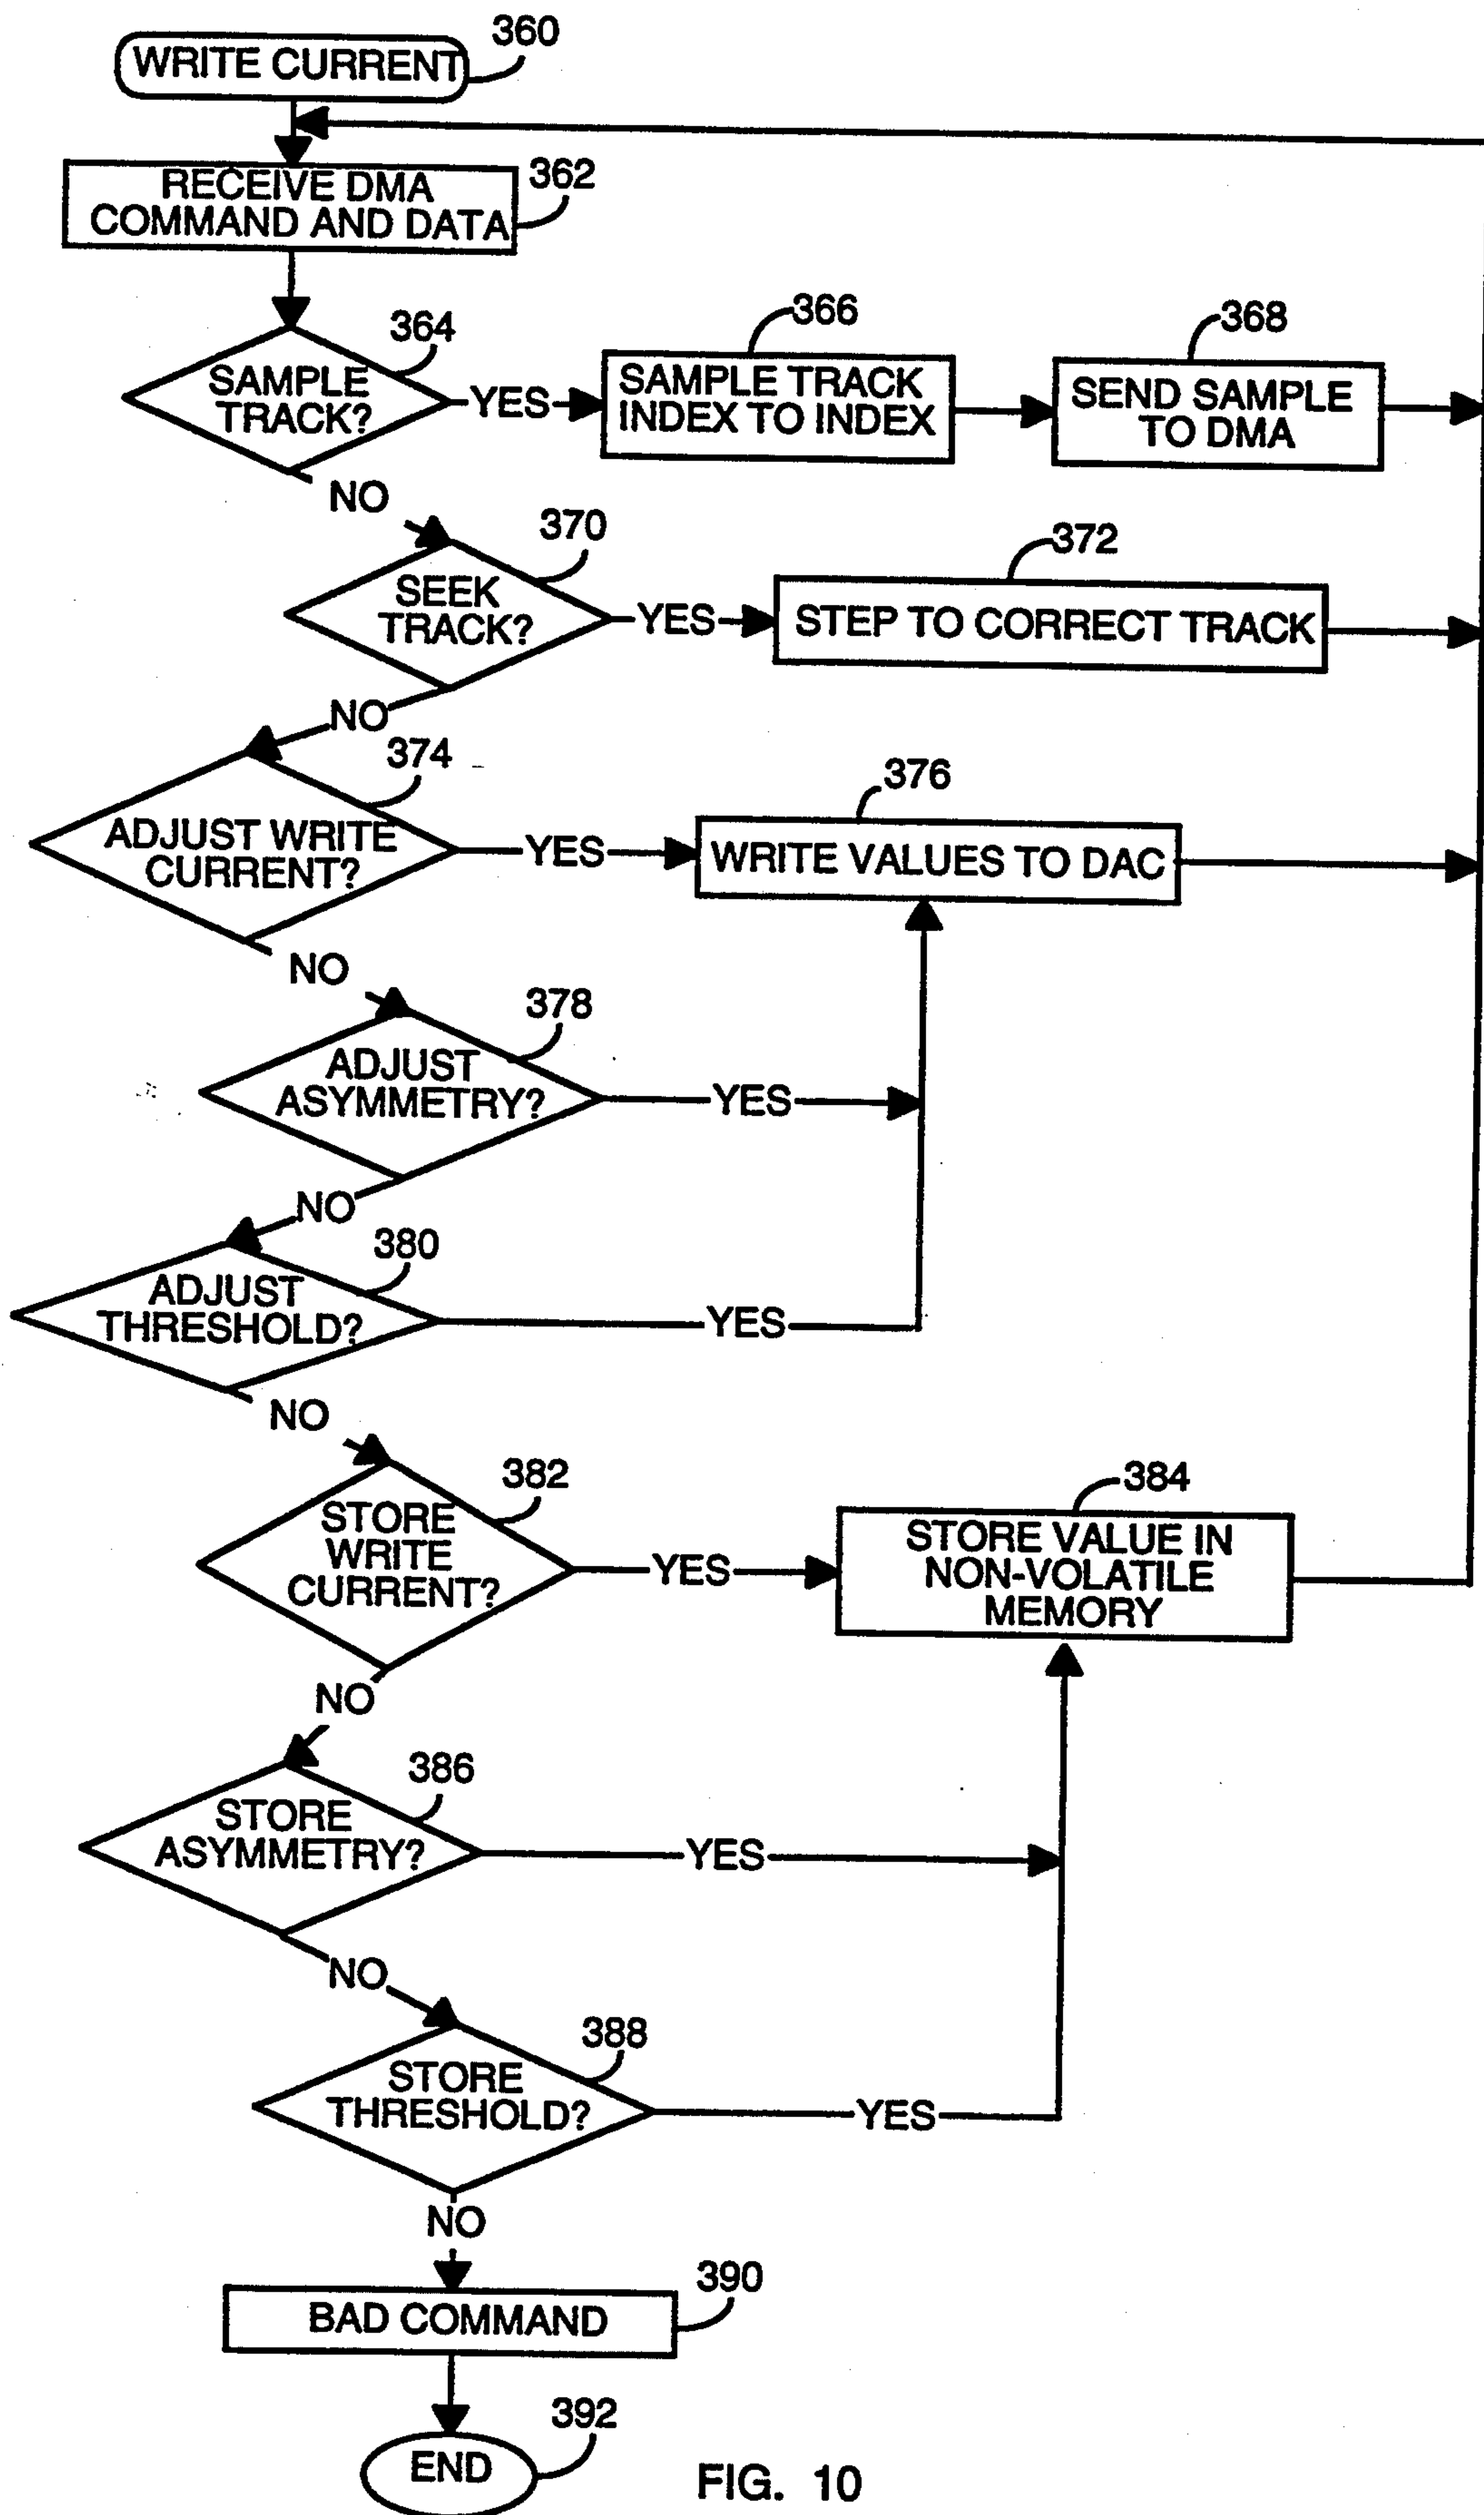 360
WRITE CURRENT
RECEIVE DMA
COMMAND AND DATA
362
364
SAMPLE
TRACK?
YES
366
SAMPLE TRACK
INDEX TO INDEX
368
SEND SAMPLE
TO DMA
NO
370
SEEK
TRACK?
YES
372
STEP TO CORRECT TRACK
NO
374
ADJUST WRITE
CURRENT?
YES
376
WRITE VALUES TO DAC
NO
378
ADJUST
ASYMMETRY?
YES
NO
380
ADJUST
THRESHOLD?
YES
NO
382
STORE
WRITE
CURRENT?
YES
384
STORE VALUE IN
NON-VOLATILE
MEMORY
NO
386
STORE
ASYMMETRY?
YES
NO
388
STORE
THRESHOLD?
YES
NO
390
BAD COMMAND
392
END
FIG. 10